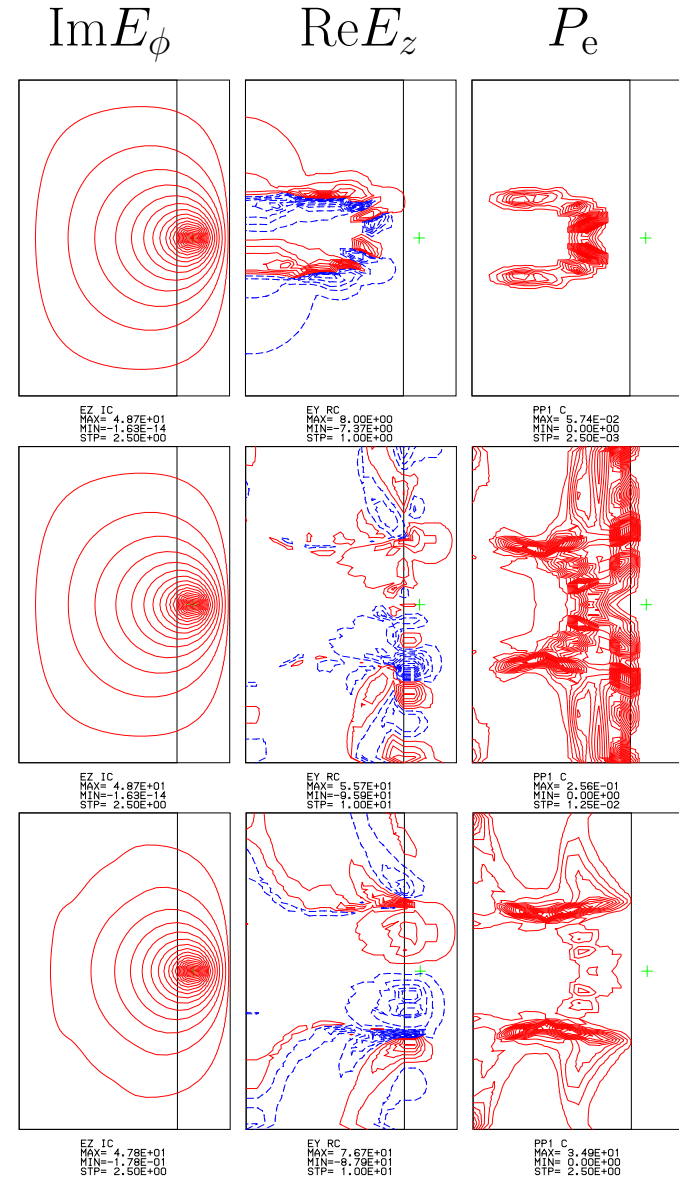 ImE_ϕ ReE_z P_e
EZ IC
MAX= 4.87E+01
MIN=-1.63E-14
STP= 2.50E+00
EY RC
MAX= 8.00E+00
MIN=-7.37E+00
STP= 1.00E+00
PP1 C
MAX= 5.74E-02
MIN= 0.00E+00
STP= 2.50E-03
EZ IC
MAX= 4.87E+01
MIN=-1.63E-14
STP= 2.50E+00
EY RC
MAX= 5.57E+01
MIN=-9.59E+01
STP= 1.00E+01
PP1 C
MAX= 2.56E-01
MIN= 0.00E+00
STP= 1.25E-02
EZ IC
MAX= 4.78E+01
MIN=-1.78E-01
STP= 2.50E+00
EY RC
MAX= 7.67E+01
MIN=-8.79E+01
STP= 1.00E+01
PP1 C
MAX= 3.49E+01
MIN= 0.00E+00
STP= 2.50E+00